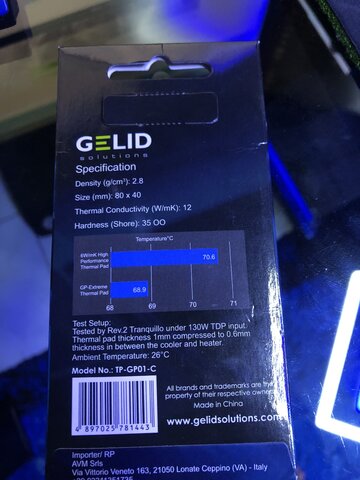 GELID
solutions
Specification
Density (g/cm³): 2.8
Size (mm): 80 x 40
Thermal Conductivity (W/mK): 12
Hardness (Shore): 35 OO
Temperature°C
6W/mK High
Performance
Thermal Pad
70.6
GP-Extreme
Thermal Pad
68.9
68 69 70 71
Test Setup:
Tested by Rev.2 Tranquillo under 130W TDP input.
Thermal pad thickness 1mm compressed to 0.6mm
thickness in between the cooler and heater.
Ambient Temperature: 26°C
Model No.: TP-GP01-C
All brands and trademarks are the
property of their respective owners.
Made in China
www.gelidsolutions.com
4 897025 781443
Importer/ RP
AVM Srls
Via Vittorio Veneto 163, 21050 Lonate Ceppino (VA) - Italy